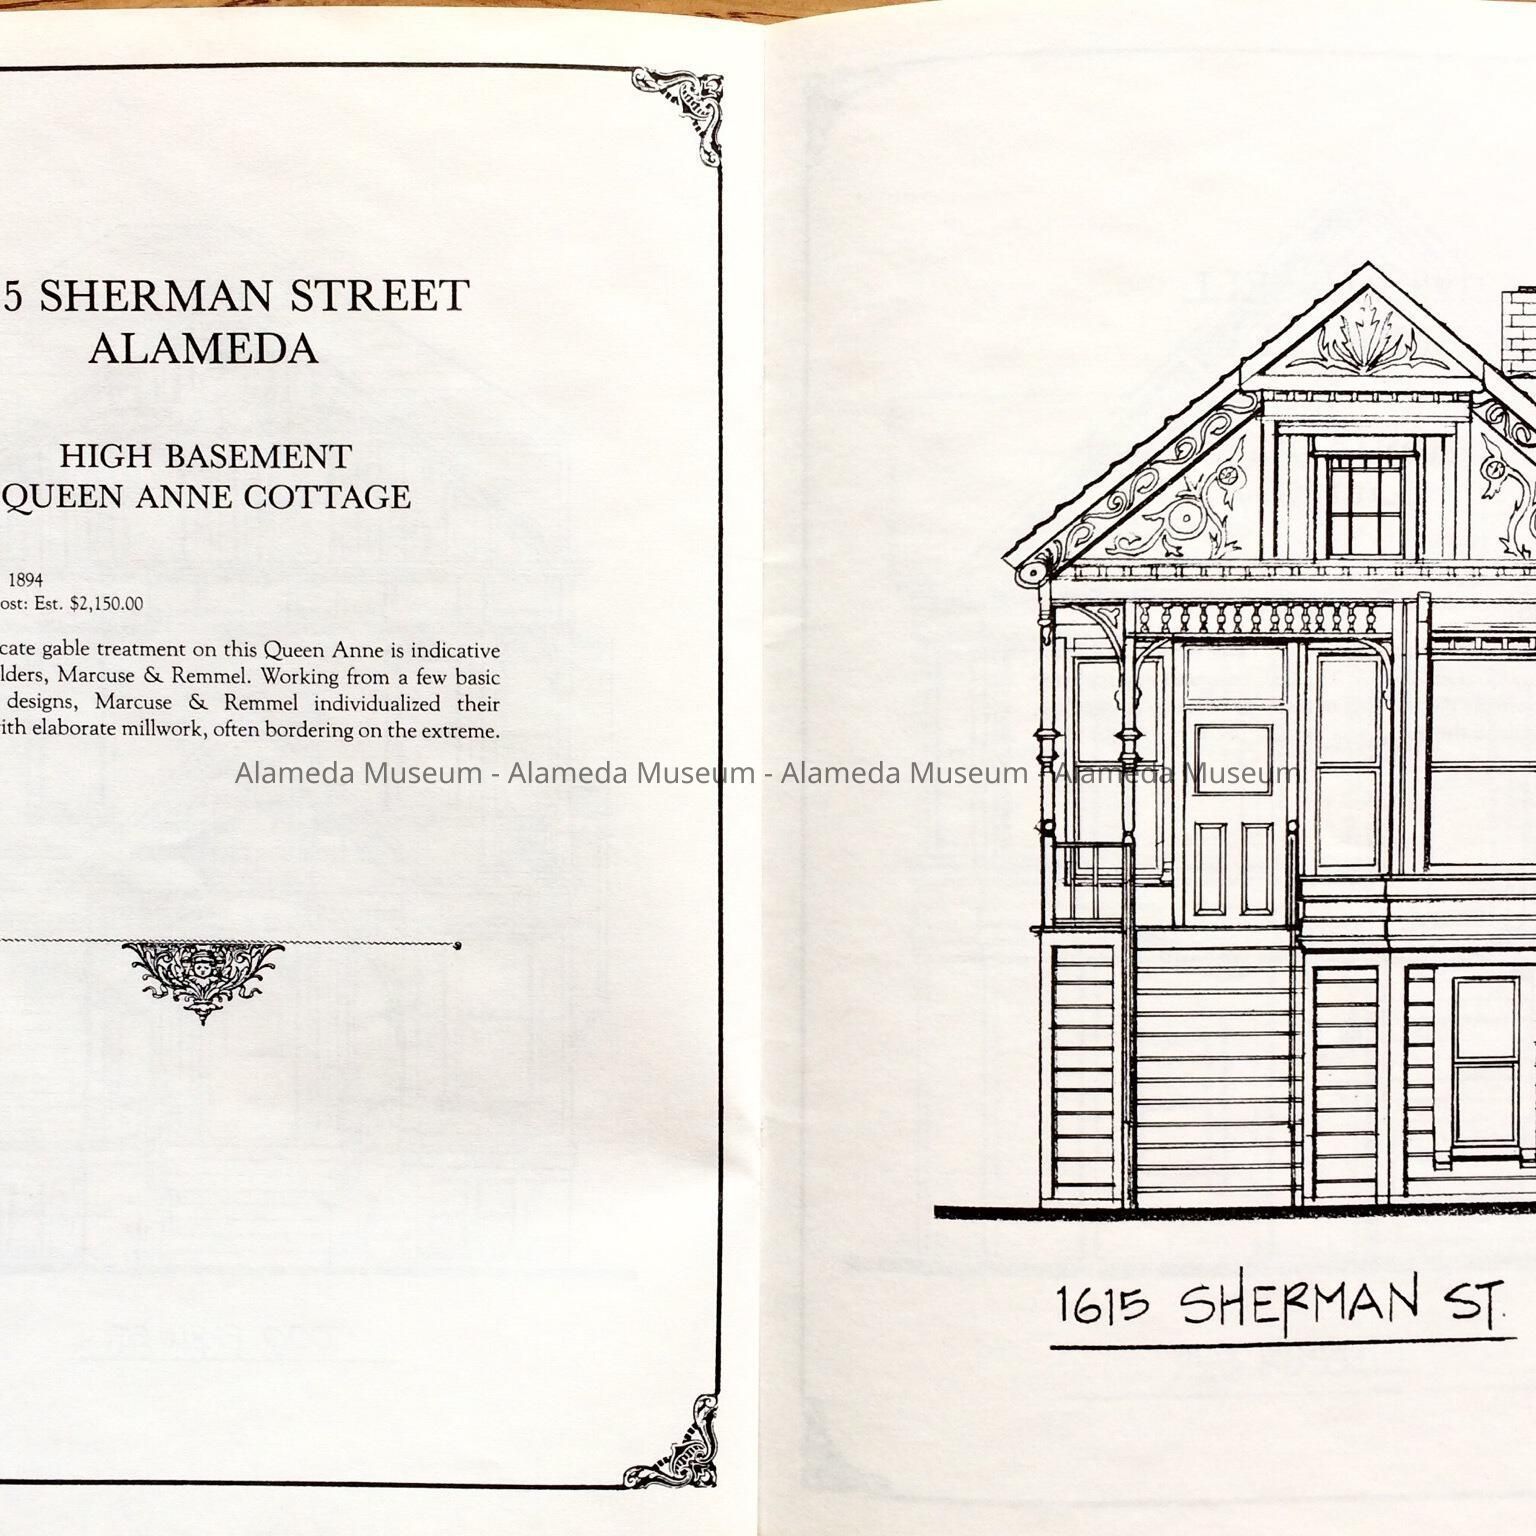 5 SHERMAN STREET
ALAMEDA
HIGH BASEMENT
QUEEN ANNE COTTAGE
1894
ost: Est. $2,150.00
cate gable treatment on this Queen Anne is indicative
lders, Marcuse & Remmel. Working from a few basic
designs, Marcuse & Remmel individualized their
ith elaborate millwork, often bordering on the extreme.
Alameda Museum - Alameda Museum - Alameda Museum - Alameda Museum
1615 SHERMAN ST.